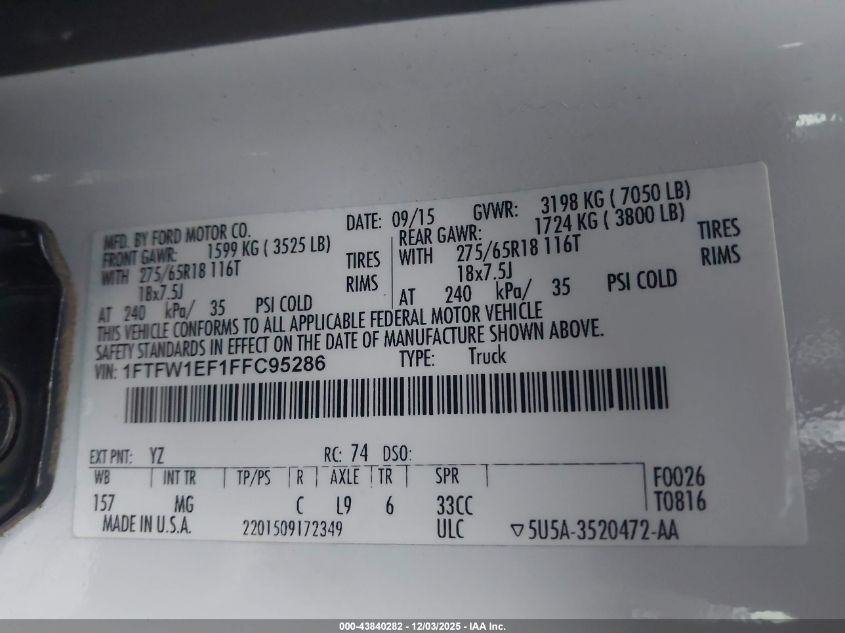 MFD. BY FORD MOTOR CO. DATE: 09/15 GVWR: 3198 KG ( 7050 LB)
FRONT GAWR: 1599 KG ( 3525 LB) REAR GAWR: 1724 KG ( 3800 LB)
WITH 275/65R18 116T TIRES WITH 275/65R18 116T TIRES
18x7.5J RIMS 18x7.5J RIMS
AT 240 kPa/ 35 PSI COLD AT 240 kPa/ 35 PSI COLD
THIS VEHICLE CONFORMS TO ALL APPLICABLE FEDERAL MOTOR VEHICLE
SAFETY STANDARDS IN EFFECT ON THE DATE OF MANUFACTURE SHOWN ABOVE.
VIN: 1FTFW1EF1FFC95286 TYPE: Truck
EXT PNT: YZ RC: 74 DSO:
WB INT TR TP/PS R AXLE TR SPR F0026
157 MG C L9 6 33CC T0816
MADE IN U.S.A. 2201509172349 ULC ▽5U5A-3520472-AA
000-43840282 - 12/03/2025 - IAA Inc.